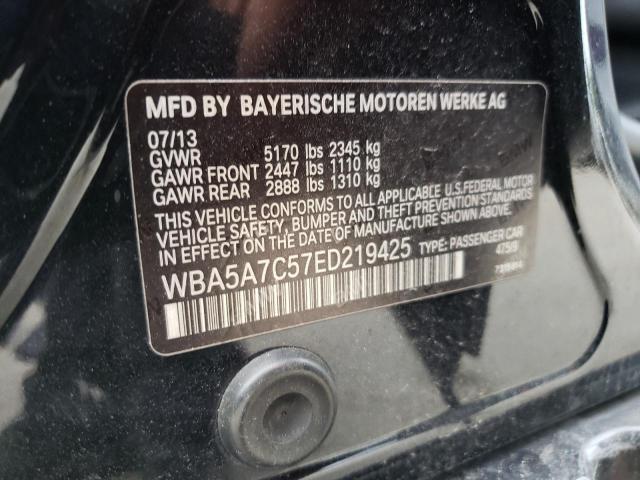 MFD BY BAYERISCHE MOTOREN WERKE AG
07/13
GVWR 5170 lbs 2345 kg
GAWR FRONT 2447 lbs 1110 kg
GAWR REAR 2888 lbs 1310 kg
THIS VEHICLE CONFORMS TO ALL APPLICABLE U.S.FEDERAL MOTOR
VEHICLE SAFETY, BUMPER AND THEFT PREVENTION STANDARDS
IN EFFECT ON THE DATE OF MANUFACTURE SHOWN ABOVE.
WBA5A7C57ED219425 TYPE: PASSENGER CAR
475/9